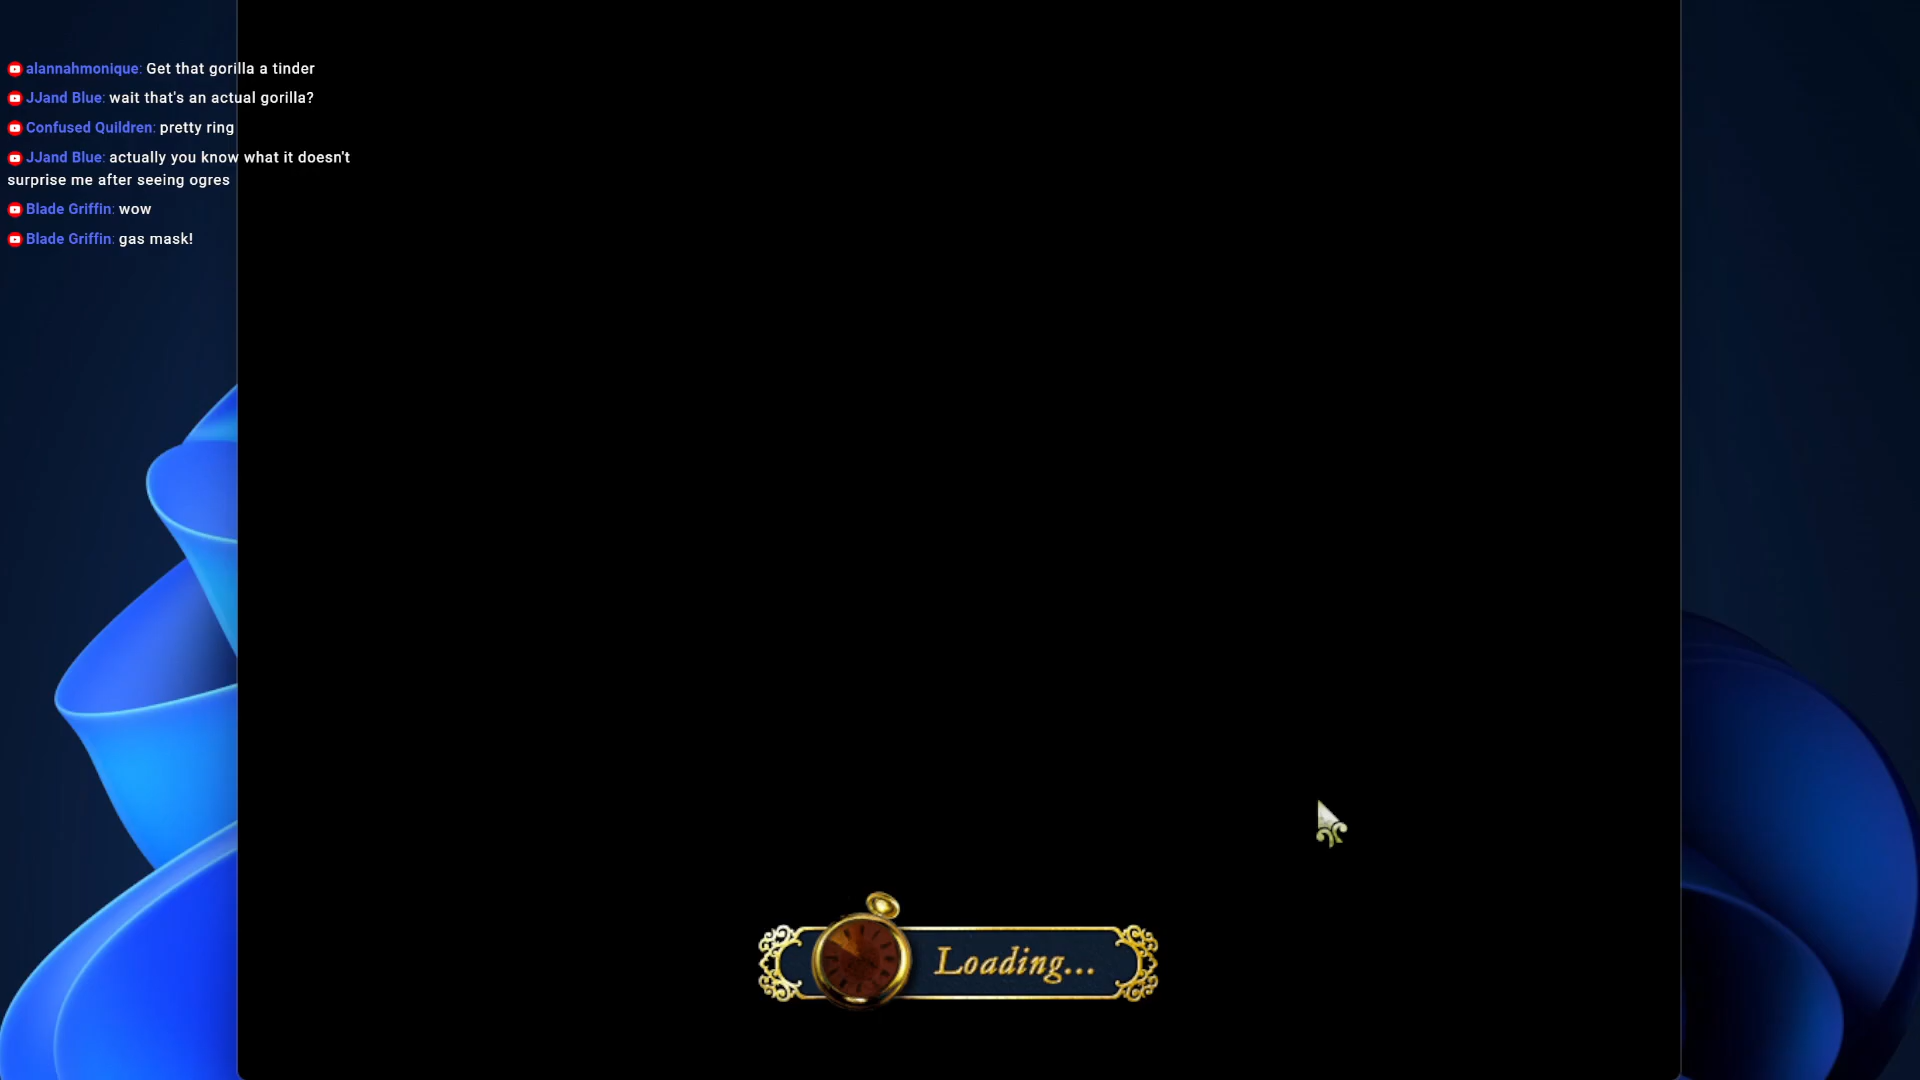 alannahmonique: Get that gorilla a tinder
JJand Blue: wait that's an actual gorilla?
Confused Quildren: pretty ring
JJand Blue: actually you know what it doesn't
surprise me after seeing ogres
Blade Griffin: wow
Blade Griffin: gas mask!
Loading...